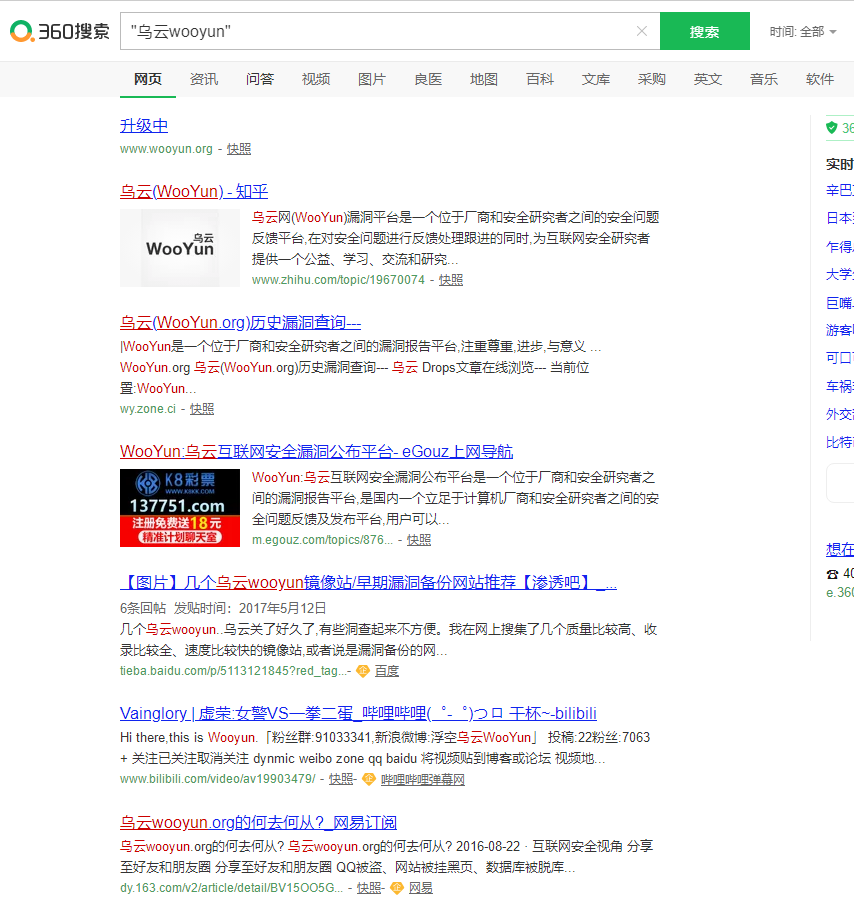 360搜索 "乌云wooyun" 搜索 时间: 全部
网页 资讯 问答 视频 图片 良医 地图 百科 文库 采购 英文 音乐 软件
升级中
www.wooyun.org - 快照
乌云(WooYun) - 知乎
乌云 WooYun
乌云网(WooYun)漏洞平台是一个位于厂商和安全研究者之间的安全问题
反馈平台,在对安全问题进行反馈处理跟进的同时,为互联网安全研究者
提供一个公益、学习、交流和研究...
www.zhihu.com/topic/19670074 - 快照
乌云(WooYun.org)历史漏洞查询---
|WooYun是一个位于厂商和安全研究者之间的漏洞报告平台,注重尊重,进步,与意义 ...
WooYun.org 乌云(WooYun.org)历史漏洞查询--- 乌云 Drops文章在线浏览--- 当前位
置:WooYun...
wy.zone.ci - 快照
WooYun:乌云互联网安全漏洞公布平台- eGouz上网导航
K8彩票
WWW.K8KK.COM
137751.com
注册免费送18元
精准计划聊天室
WooYun:乌云互联网安全漏洞公布平台是一个位于厂商和安全研究者之
间的漏洞报告平台,是国内一个立足于计算机厂商和安全研究者之间的安
全问题反馈及发布平台,用户可以...
m.egouz.com/topics/876... - 快照
【图片】几个乌云wooyun镜像站/早期漏洞备份网站推荐【渗透吧】_...
6条回帖 发贴时间：2017年5月12日
几个乌云wooyun..乌云关了好久了,有些洞查起来不方便。我在网上搜集了几个质量比较高、收
录比较全、速度比较快的镜像站,或者说是漏洞备份的网...
tieba.baidu.com/p/5113121845?red_tag...- 百度
Vainglory | 虚荣:女警VS一拳二蛋_哔哩哔哩(゜-゜)つロ 干杯~-bilibili
Hi there,this is Wooyun.「粉丝群:91033341,新浪微博:浮空乌云WooYun」 投稿:22粉丝:7063
+ 关注已关注取消关注 dynmic weibo zone qq baidu 将视频贴到博客或论坛 视频地...
www.bilibili.com/video/av19903479/ - 快照- 哔哩哔哩弹幕网
乌云wooyun.org的何去何从?_网易订阅
乌云wooyun.org的何去何从? 乌云wooyun.org的何去何从? 2016-08-22 · 互联网安全视角 分享
至好友和朋友圈 分享至好友和朋友圈 QQ被盗、网站被挂黑页、数据库被脱库...
dy.163.com/v2/article/detail/BV15OO5G... - 快照- 网易
36
实时
辛巴
日本
乍得
大学
巨嘴
游客
可口
车祸
外交
比特
想在
40
e.360